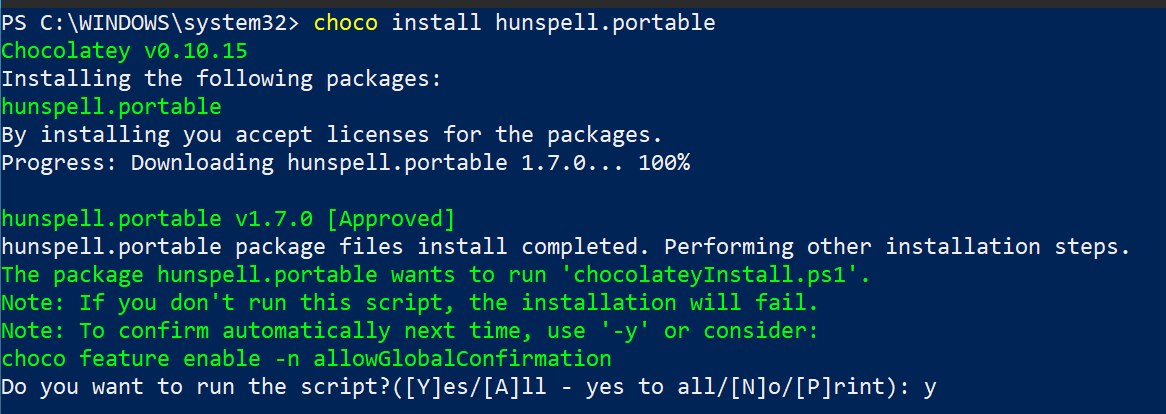 PS C:\WINDOWS\system32> choco install hunspell.portable
Chocolatey v0.10.15
Installing the following packages:
hunspell.portable
By installing you accept licenses for the packages.
Progress: Downloading hunspell.portable 1.7.0... 100%
hunspell.portable v1.7.0 [Approved]
hunspell.portable package files install completed. Performing other installation steps.
The package hunspell.portable wants to run 'chocolateyInstall.ps1'.
Note: If you don't run this script, the installation will fail.
Note: To confirm automatically next time, use '-y' or consider:
choco feature enable -n allowGlobalConfirmation
Do you want to run the script?([Y]es/[A]ll - yes to all/[N]o/[P]rint): y